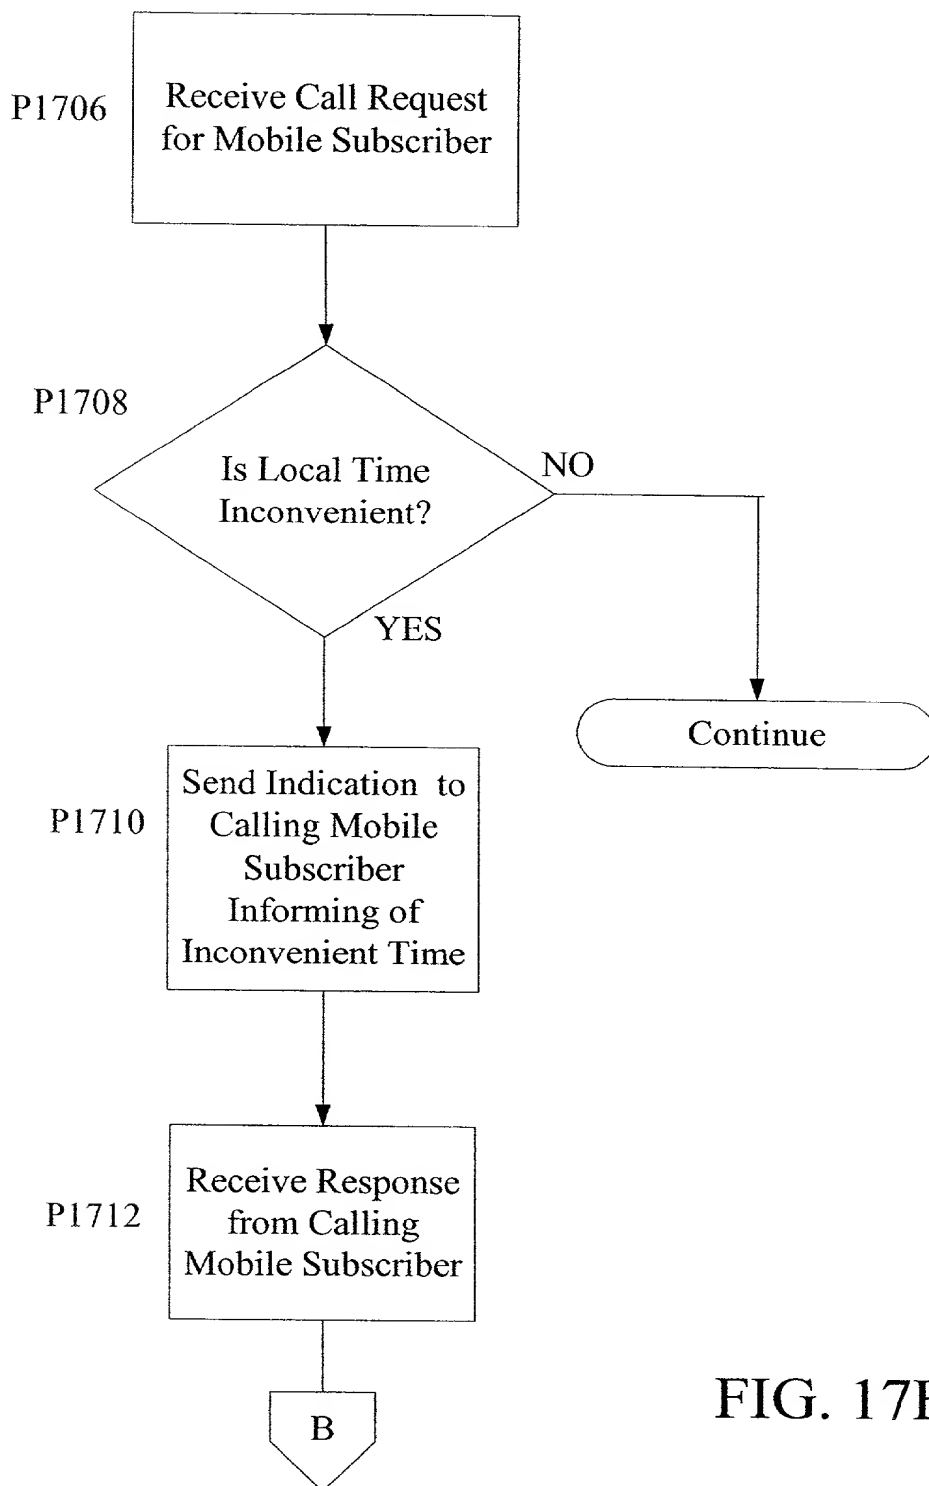 P1706
Receive Call Request
for Mobile Subscriber
P1708
Is Local Time
Inconvenient?
NO
YES
Continue
P1710
Send Indication to
Calling Mobile
Subscriber
Informing of
Inconvenient Time
P1712
Receive Response
from Calling
Mobile Subscriber
B
FIG.